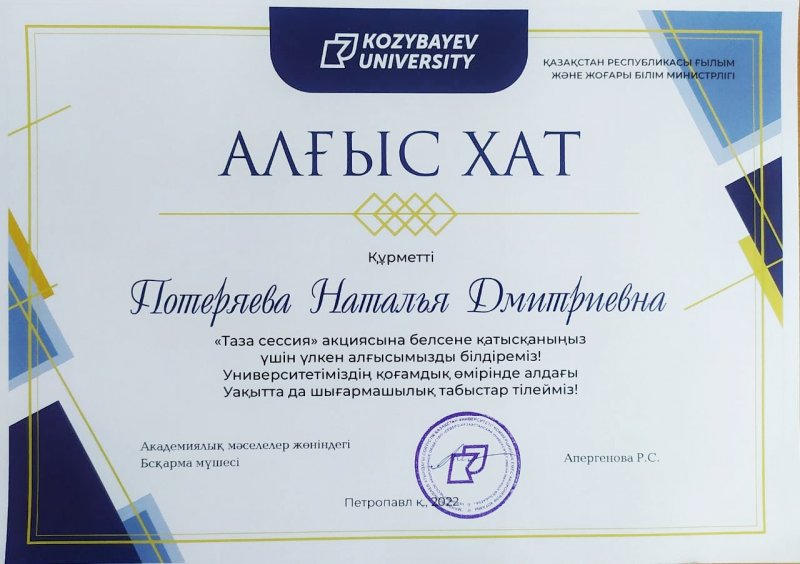 KOZYBAYEV
UNIVERSITY
ҚАЗАҚСТАН РЕСПУБЛИКАСЫ ҒЫЛЫМ
ЖӘНЕ ЖОҒАРЫ БІЛІМ МИНИСТРЛІГІ
АЛҒЫС ХАТ
Құрметті
Потеряева Наталья Дмитриевна
«Таза сессия» акциясына белсене қатысқаныңыз
үшін үлкен алғысымызды білдіреміз!
Университетіміздің қоғамдық өмірінде алдағы
Уақытта да шығармашылық табыстар тілейміз!
Академиялық мәселелер жөніндегі
Бсқарма мүшесі
Апергенова Р.С.
Петропавл қ., 2022